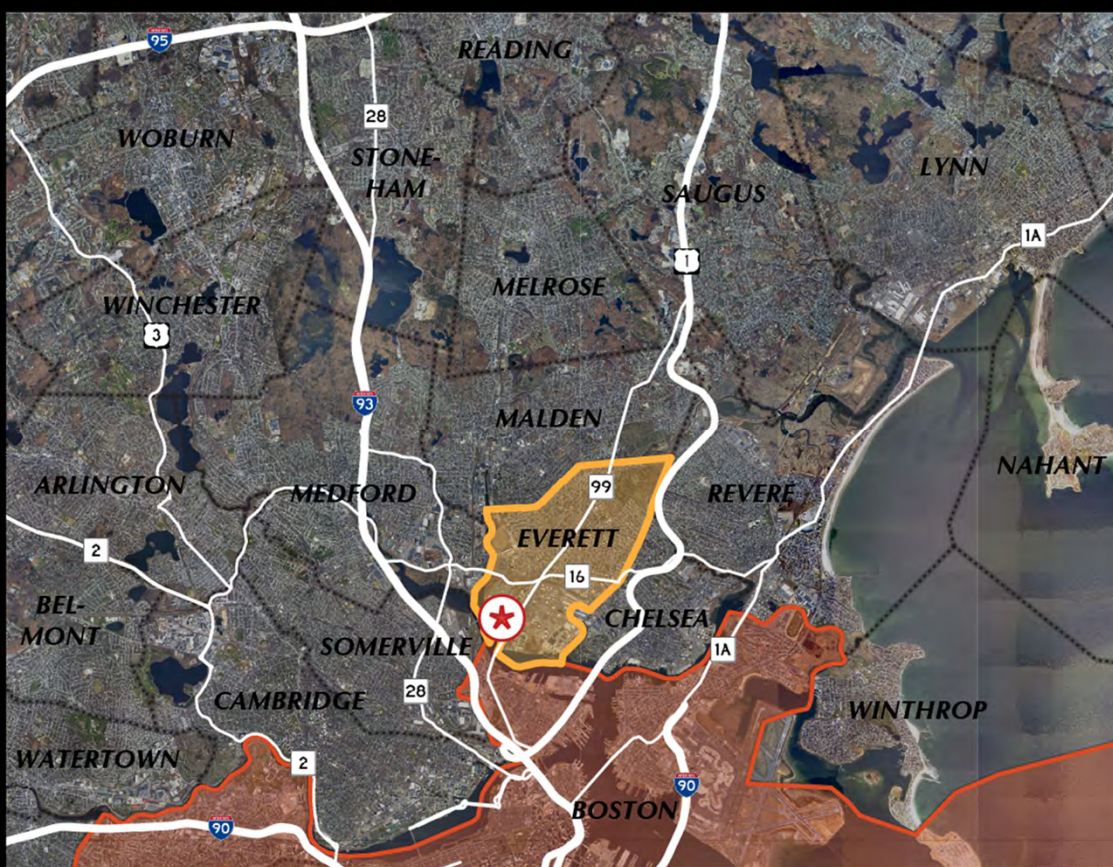 95
READING
28
WOBURN
STONE-
HAM
LYNN
SAUGUS
1A
1
MELROSE
WINCHESTER
3
93
MALDEN
NAHANT
ARLINGTON
MEDFORD
99
REVERE
2
EVERETT
16
BEL-
MONT
CHELSEA
SOMERVILLE
1A
28
CAMBRIDGE
WINTHROP
WATERTOWN
2
90
BOSTON
90